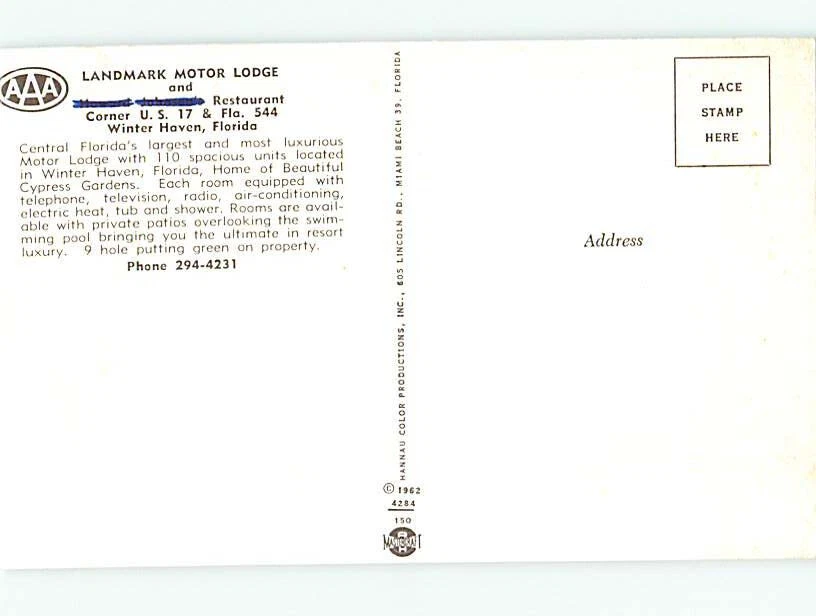 AAA
LANDMARK MOTOR LODGE
and
Howard Johnson's Restaurant
Corner U. S. 17 & Fla. 544
Winter Haven, Florida
Central Florida's largest and most luxurious
Motor Lodge with 110 spacious units located
in Winter Haven, Florida, Home of Beautiful
Cypress Gardens. Each room equipped with
telephone, television, radio, air-conditioning,
electric heat, tub and shower. Rooms are avail-
able with private patios overlooking the swim-
ming pool bringing you the ultimate in resort
luxury. 9 hole putting green on property.
Phone 294-4231
HANNAU COLOR PRODUCTIONS, INC., 605 LINCOLN RD., MIAMI BEACH 39, FLORIDA
© 1962
4284
150
PLACE
STAMP
HERE
Address